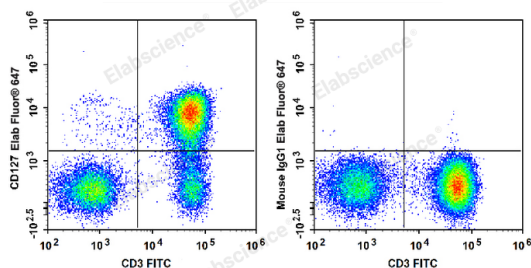 Elabscience®
Elabscience®
Elabscience®
Elabscience®
CD127 Elab Fluor® 647
10^6
10^5
10^4
10^3
-10^2.5
10^2 10^3 10^4 10^5 10^6
CD3 FITC
Mouse IgG1 Elab Fluor® 647
10^6
10^5
10^4
10^3
-10^2.5
10^2 10^3 10^4 10^5 10^6
CD3 FITC